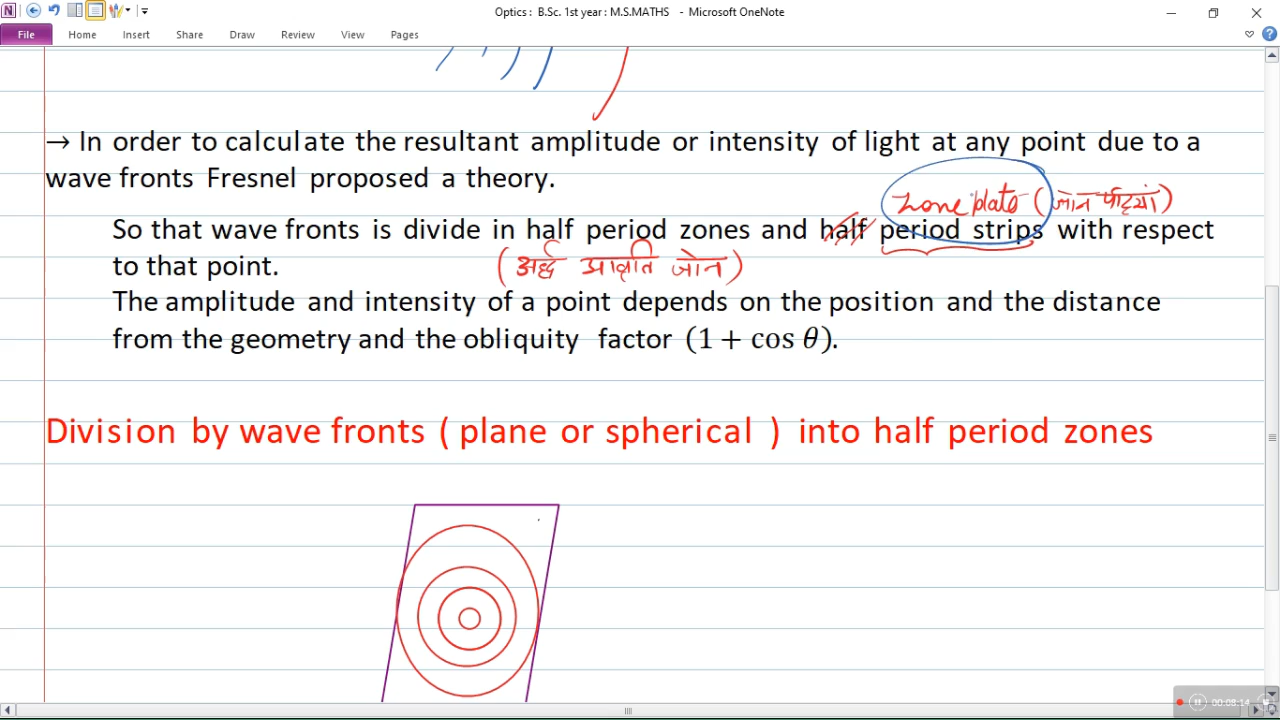 Optics : B.Sc. 1st year : M.S.MATHS - Microsoft OneNote
File Home Insert Share Draw Review View Pages
→ In order to calculate the resultant amplitude or intensity of light at any point due to a
wave fronts Fresnel proposed a theory.
zone plate (जोन पट्टियां)
So that wave fronts is divide in half period zones and half period strips with respect
to that point. (अर्द्ध आवृति जोन)
The amplitude and intensity of a point depends on the position and the distance
from the geometry and the obliquity factor (1 + cos θ).
Division by wave fronts ( plane or spherical ) into half period zones
00:08:14